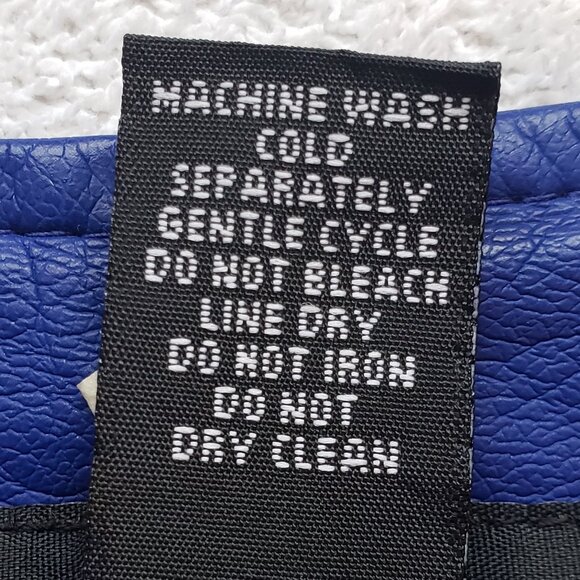 MACHINE WASH
COLD
SEPARATELY
GENTLE CYCLE
DO NOT BLEACH
LINE DRY
DO NOT IRON
DO NOT
DRY CLEAN